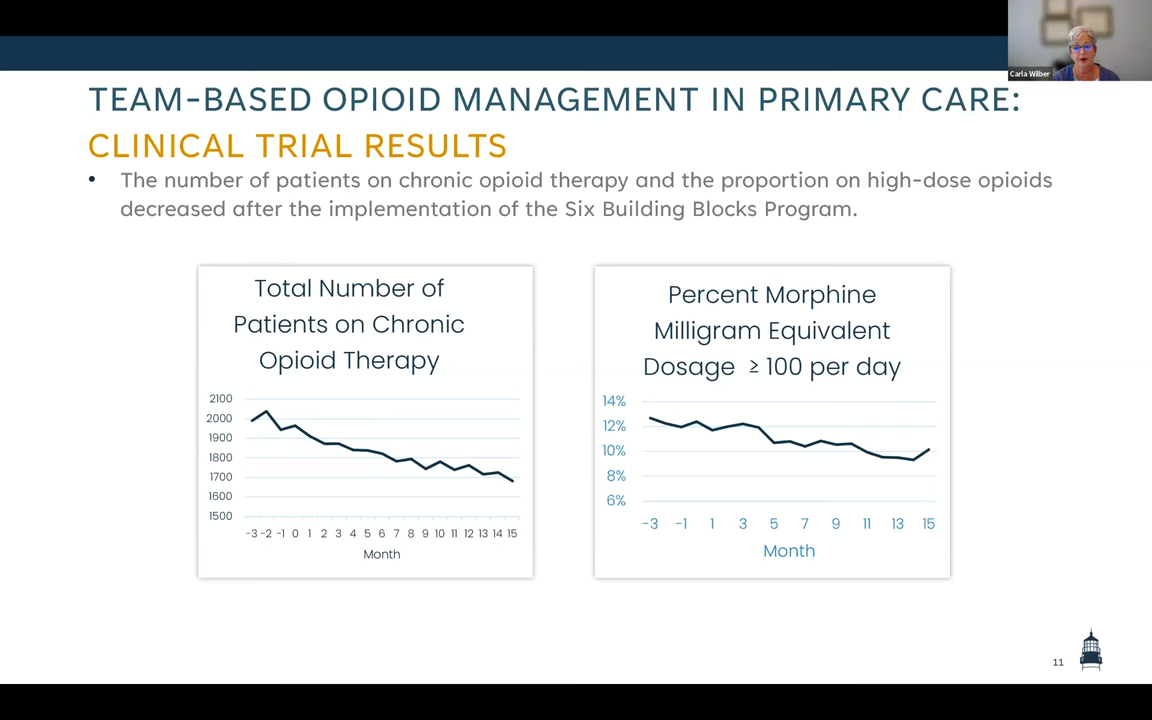 Carla Wilber
TEAM-BASED OPIOID MANAGEMENT IN PRIMARY CARE:
CLINICAL TRIAL RESULTS
• The number of patients on chronic opioid therapy and the proportion on high-dose opioids
decreased after the implementation of the Six Building Blocks Program.
Total Number of
Patients on Chronic
Opioid Therapy
2100
2000
1900
1800
1700
1600
1500
-3 -2 -1 0 1 2 3 4 5 6 7 8 9 10 11 12 13 14 15
Month
Percent Morphine
Milligram Equivalent
Dosage ≥ 100 per day
14%
12%
10%
8%
6%
-3 -1 1 3 5 7 9 11 13 15
Month
11